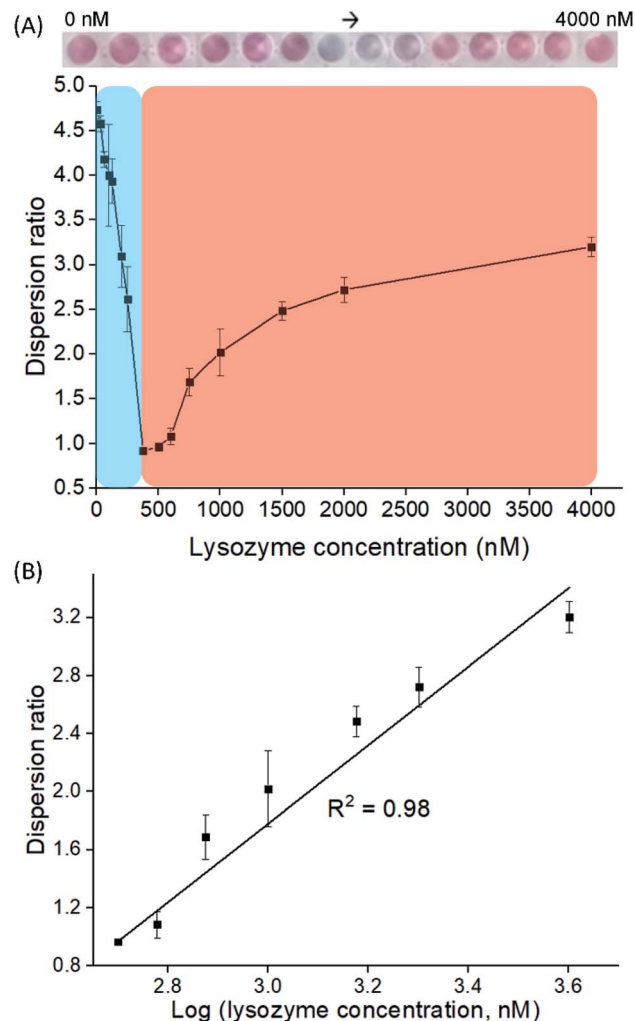 (A)
0 nM → 4000 nM
5.0
4.5
4.0
3.5
3.0
2.5
2.0
1.5
1.0
0.5
Dispersion ratio
0 500 1000 1500 2000 2500 3000 3500 4000
Lysozyme concentration (nM)
(B)
3.2
2.8
2.4
2.0
1.6
1.2
0.8
Dispersion ratio
R² = 0.98
2.8 3.0 3.2 3.4 3.6
Log (lysozyme concentration, nM)